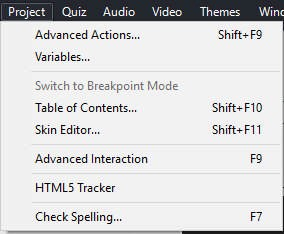 Project Quiz Audio Video Themes
Advanced Actions... Shift+F9
Variables...
Switch to Breakpoint Mode
Table of Contents... Shift+F10
Skin Editor... Shift+F11
Advanced Interaction F9
HTML5 Tracker
Check Spelling... F7